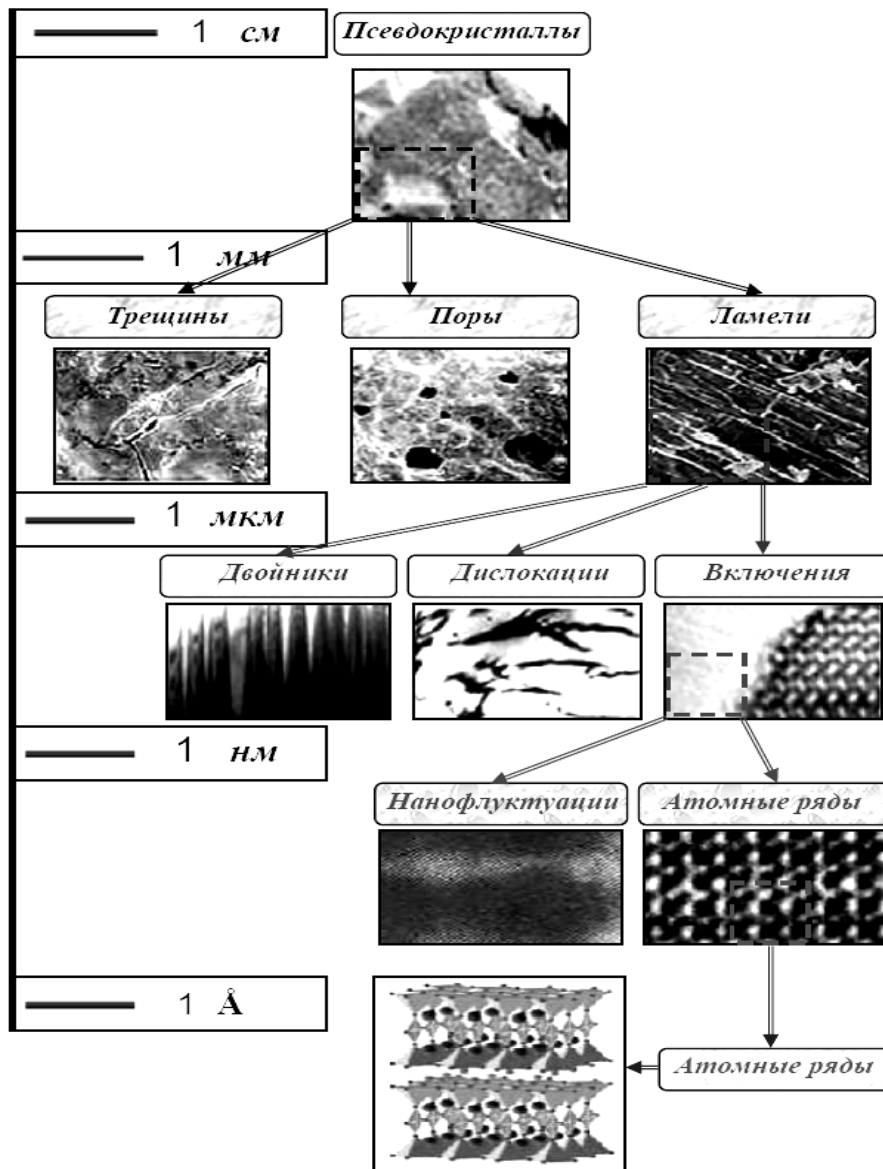 1 см
Псевдокристаллы
1 мм
Трещины
Поры
Ламели
1 мкм
Двойники
Дислокации
Включения
1 нм
Нанофлуктуации
Атомные ряды
1 Å
Атомные ряды